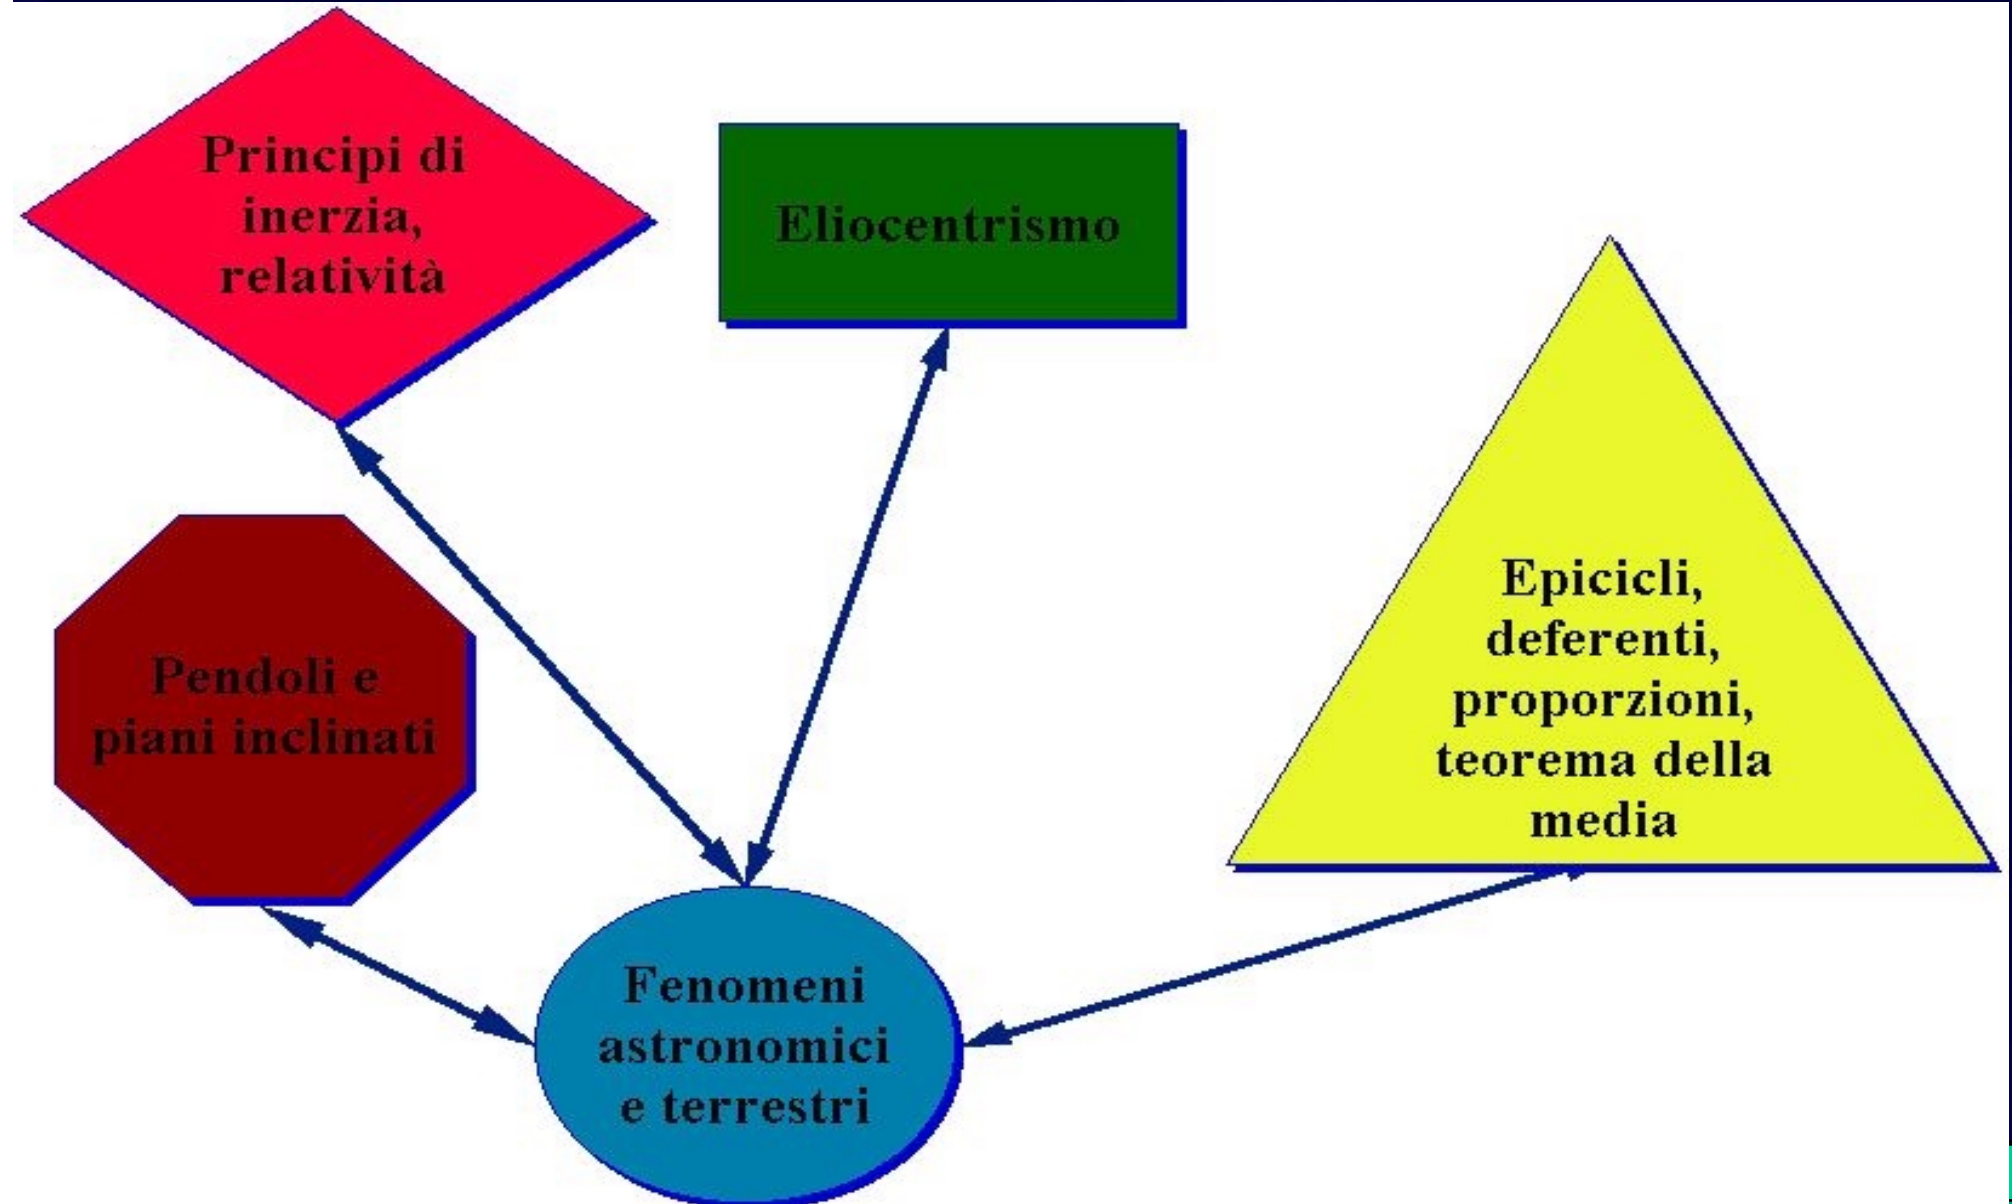 Principi di
inerzia,
relatività
Eliocentrismo
Epicicli,
deferenti,
proporzioni,
teorema della
media
Pendoli e
piani inclinati
Fenomeni
astronomici
e terrestri